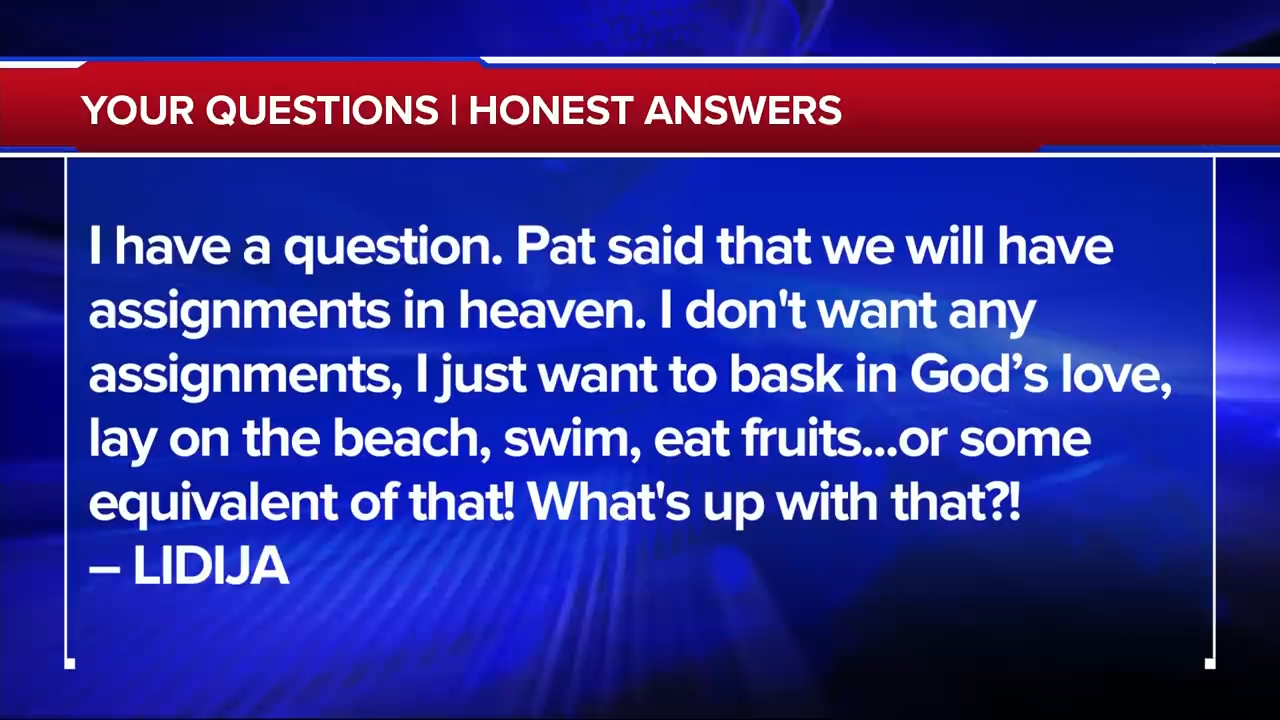 YOUR QUESTIONS | HONEST ANSWERS
I have a question. Pat said that we will have
assignments in heaven. I don't want any
assignments, I just want to bask in God’s love,
lay on the beach, swim, eat fruits...or some
equivalent of that! What's up with that?!
– LIDIJA